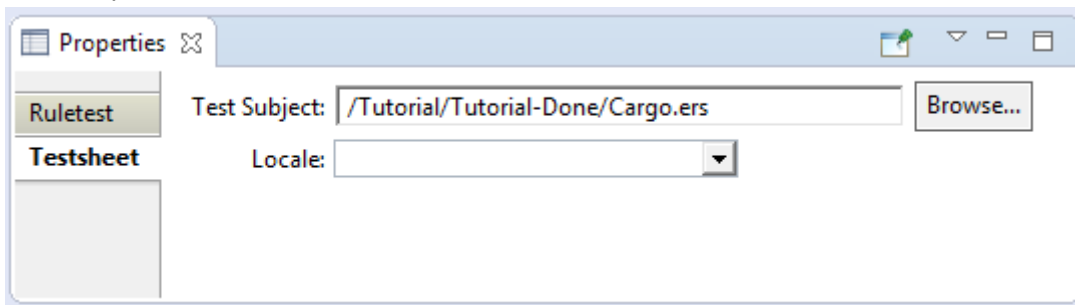 Properties
Ruletest
Test Subject: /Tutorial/Tutorial-Done/Cargo.ers Browse...
Testsheet
Locale: